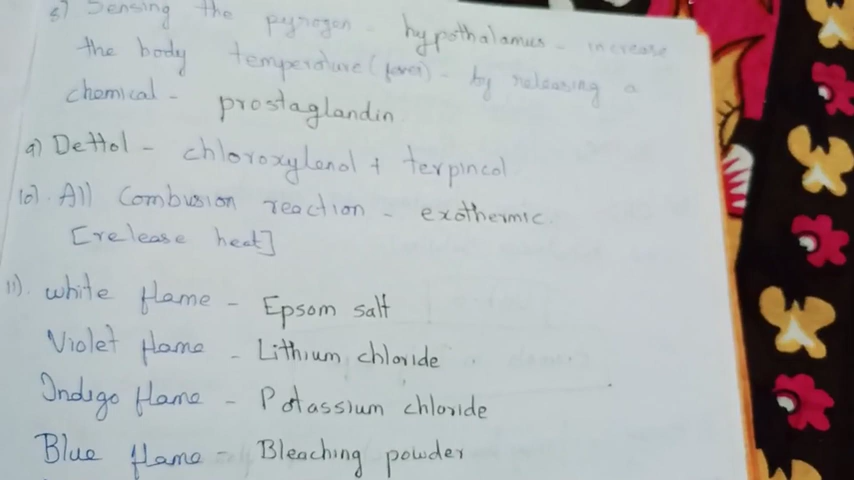 8) Sensing the pyrogen - hypothalamus - increase
the body temperature (fever) - by releasing a
chemical - prostaglandin
9) Dettol - chloroxylenol + terpincol
10). All Combusion reaction - exothermic
[release heat]
11). white flame - Epsom salt
Violet flame - Lithium chloride
Indigo flame - Potassium chloride
Blue flame - Bleaching powder